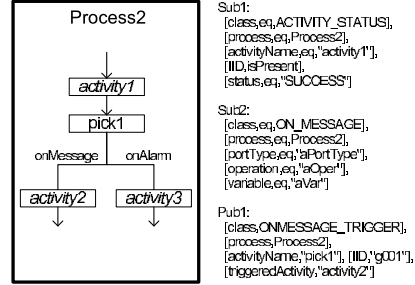 Process2
activity1
pick1
onMessage onAlarm
activity2 activity3
Sub1:
[class,eq,ACTIVITY_STATUS],
[process,eq,Process2],
[activityName,eq,"activity1"],
[IID,isPresent],
[status,eq,"SUCCESS"]
Sub2:
[class,eq,ON_MESSAGE],
[process,eq,Process2],
[portType,eq,"aPortType"],
[operation,eq,"aOper"],
[variable,eq,"aVar"]
Pub1:
[class,ONMESSAGE_TRIGGER],
[process,Process2],
[activityName,"pick1"], [IID,"g001"],
[triggeredActivity,"activity2"]